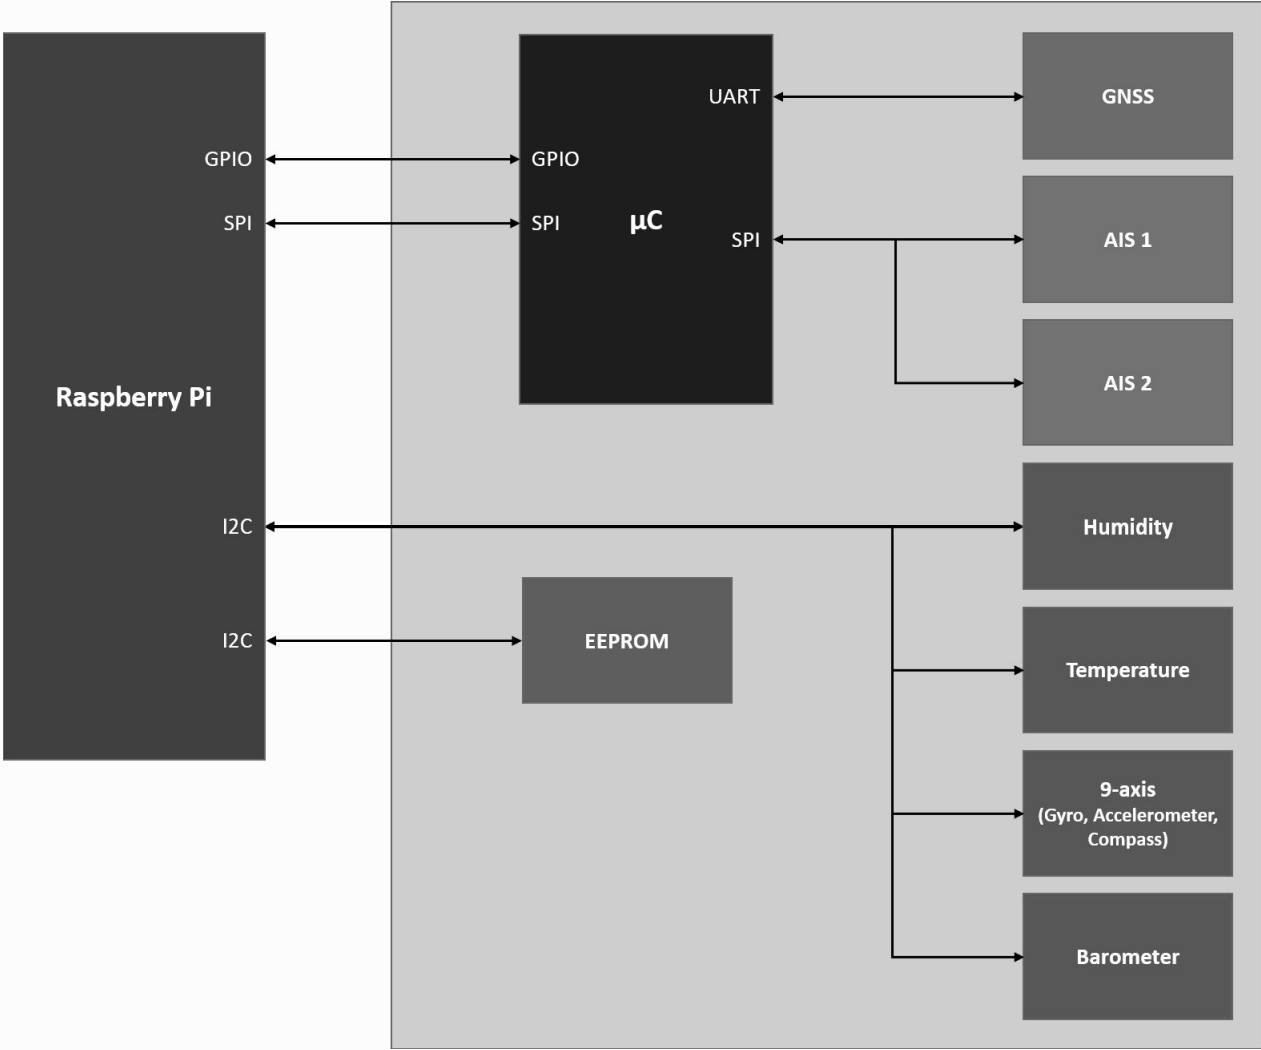 Raspberry Pi
GPIO
SPI
I2C
I2C
GPIO
SPI
µC
UART
SPI
EEPROM
GNSS
AIS 1
AIS 2
Humidity
Temperature
9-axis
(Gyro, Accelerometer,
Compass)
Barometer